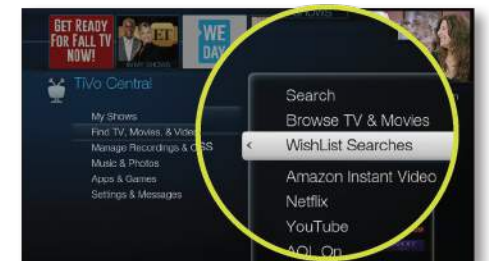 GET READY
FOR FALL TV
NOW!
ET
WE
DAY
TiVo Central
My Shows
Find TV, Movies, & Video
Manage Recordings &
Music & Photos
Apps & Games
Settings & Messages
Search
Browse TV & Movies
WishList Searches
Amazon Instant Video
Netflix
YouTube
AOL On